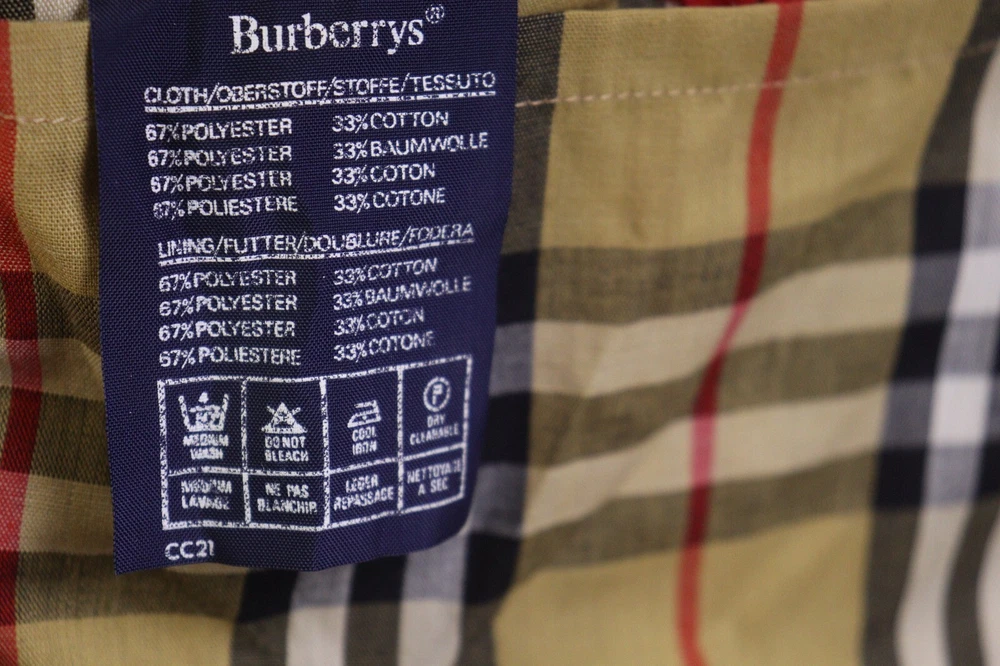 Burberrys®
CLOTH/OBERSTOFF/STOFFE/TESSUTO
67% POLYESTER 33% COTTON
67% POLYESTER 33% BAUMWOLLE
67% POLYESTER 33% COTON
67% POLIESTERE 33% COTONE
LINING/FUTTER/DOUBLURE/FODERA
67% POLYESTER 33% COTTON
67% POLYESTER 33% BAUMWOLLE
67% POLYESTER 33% COTON
67% POLIESTERE 33% COTONE
4 P
MEDIUM WASH DO NOT BLEACH COOL IRON DRY CLEANABLE
MEDIUM LAVAGE NE PAS BLANCHIR LEGER REPASSAGE NETTOYAGE A SEC
CC21